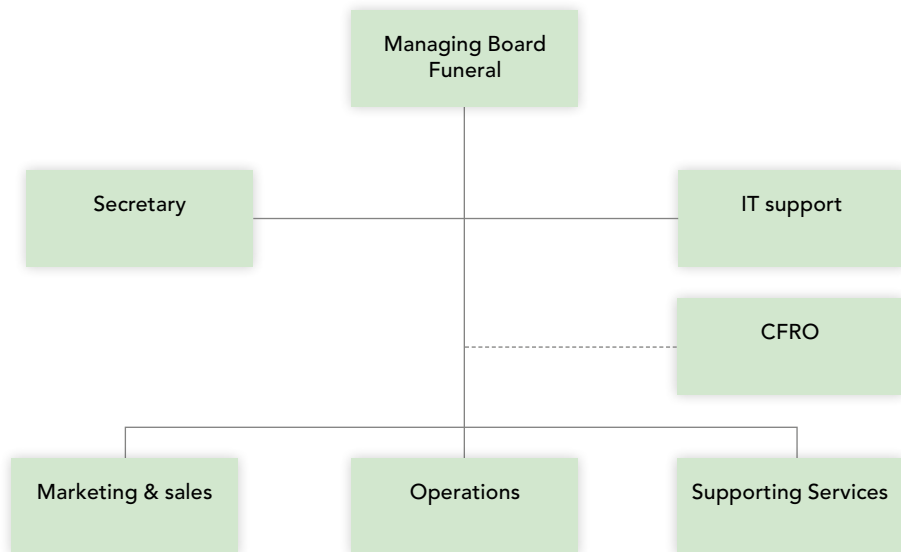 Managing Board
Funeral
Secretary
IT support
CFRO
Marketing & sales
Operations
Supporting Services